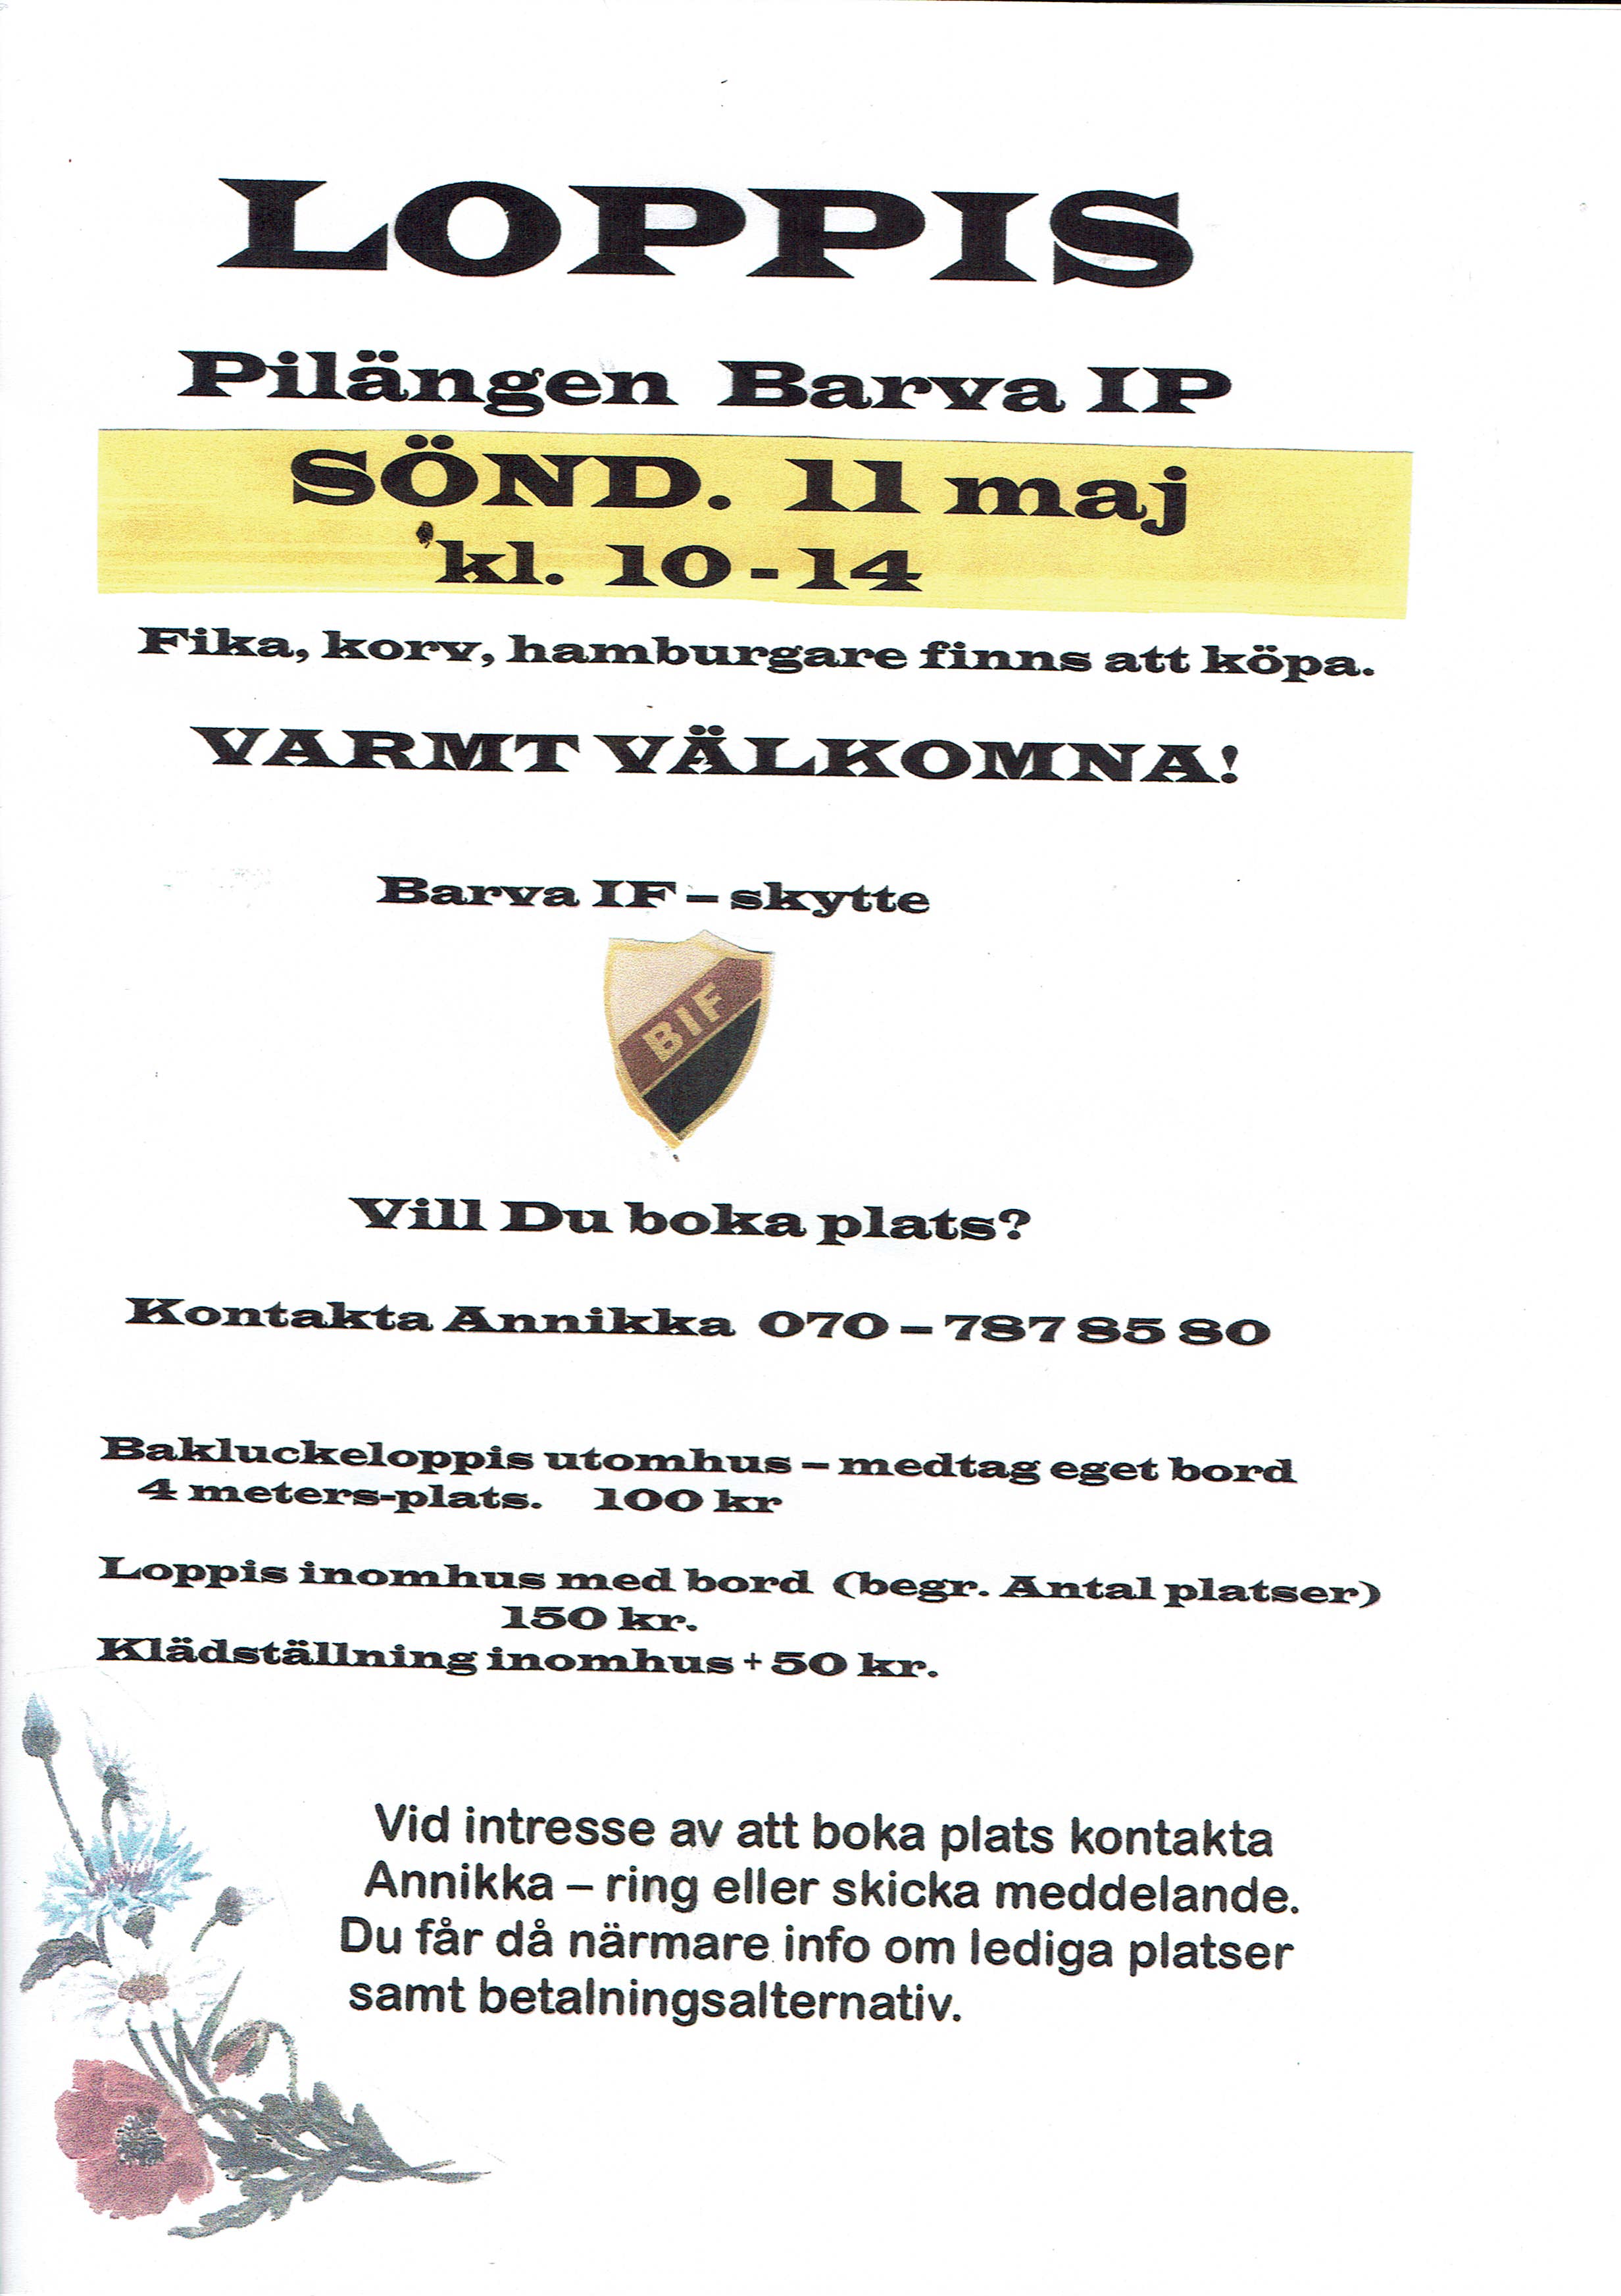 LOPPIS
Pilängen Barva IP
SÖND. 11 maj
kl. 10 - 14
Fika, korv, hamburgare finns att köpa.
VARMT VÄLKOMNA!
Barva IF – skytte
BIF
Vill Du boka plats?
Kontakta Annikka 070 – 787 85 80
Bakluckeloppis utomhus – medtag eget bord
4 meters-plats. 100 kr
Loppis inomhus med bord (begr. Antal platser)
150 kr.
Klädställning inomhus + 50 kr.
Vid intresse av att boka plats kontakta
Annikka – ring eller skicka meddelande.
Du får då närmare info om lediga platser
samt betalningsalternativ.